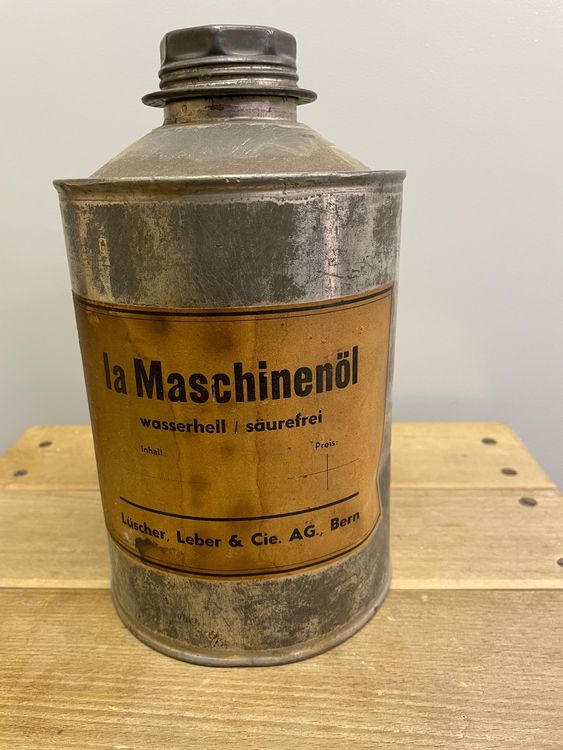 Ia Maschinenöl
wasserhell / säurefrei
Inhalt:
Preis:
Lüscher, Leber & Cie. AG., Bern